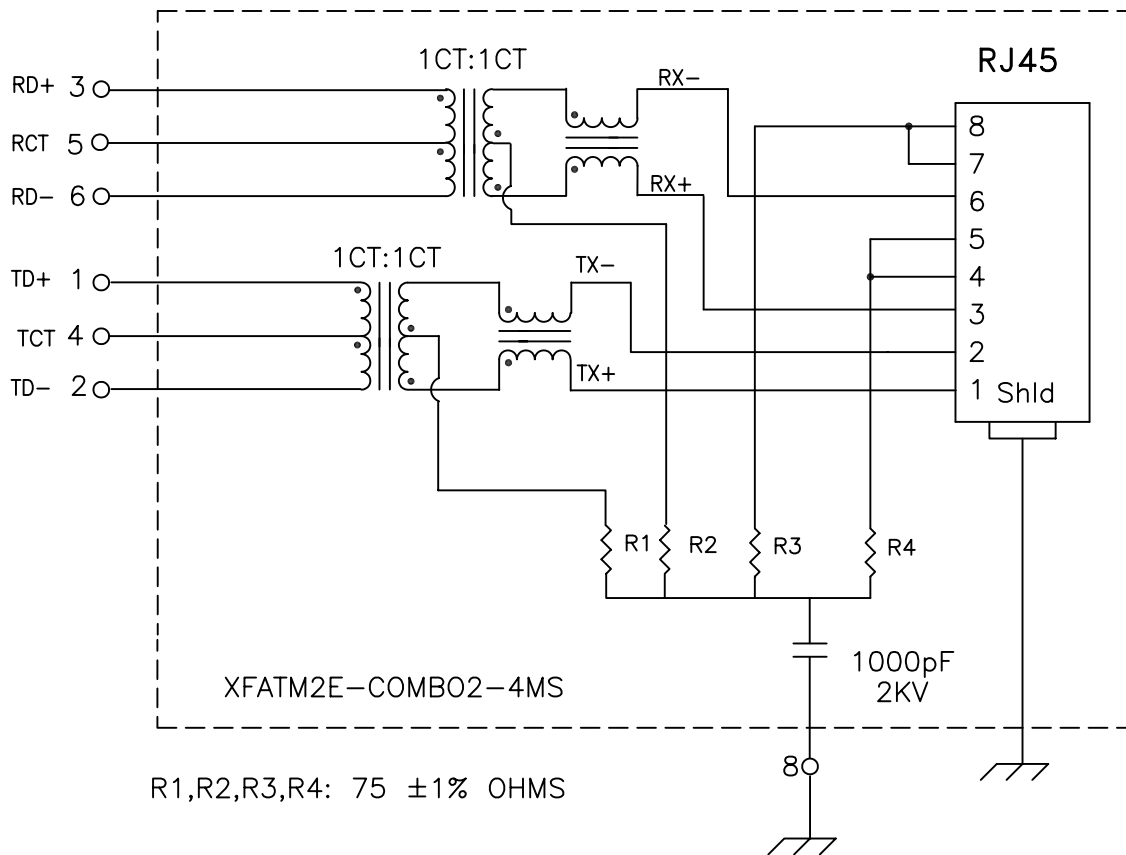 1CT:1CT
RJ45
RD+ 3
RX-
8
RCT 5
7
RD- 6
RX+
6
5
1CT:1CT
TX-
TD+ 1
4
3
TCT 4
2
TX+
TD- 2
1 Shld
R1
R2
R3
R4
1000pF
2KV
XFATM2E-COMBO2-4MS
8
R1,R2,R3,R4: 75 ±1% OHMS